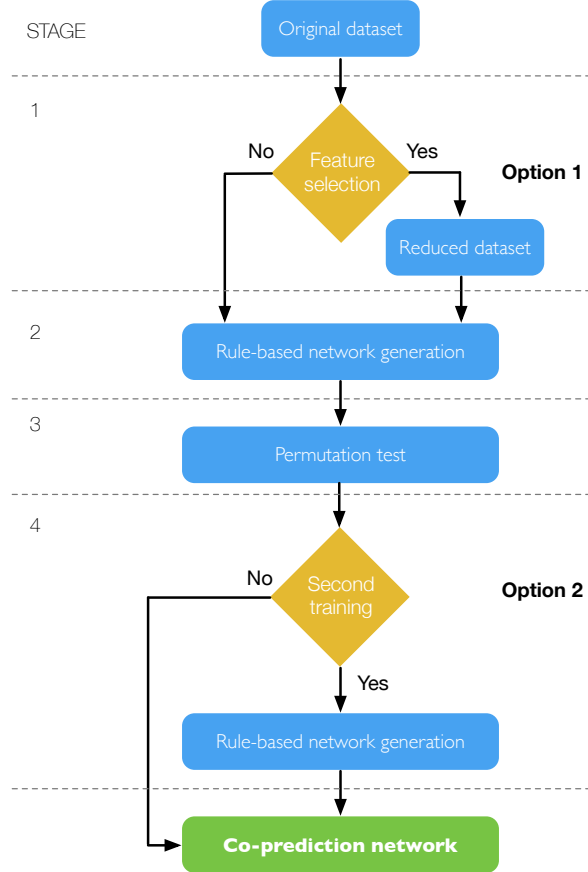 STAGE
Original dataset
1
No
Yes
Feature
selection
Option 1
Reduced dataset
2
Rule-based network generation
3
Permutation test
4
No
Second
training
Option 2
Yes
Rule-based network generation
Co-prediction network